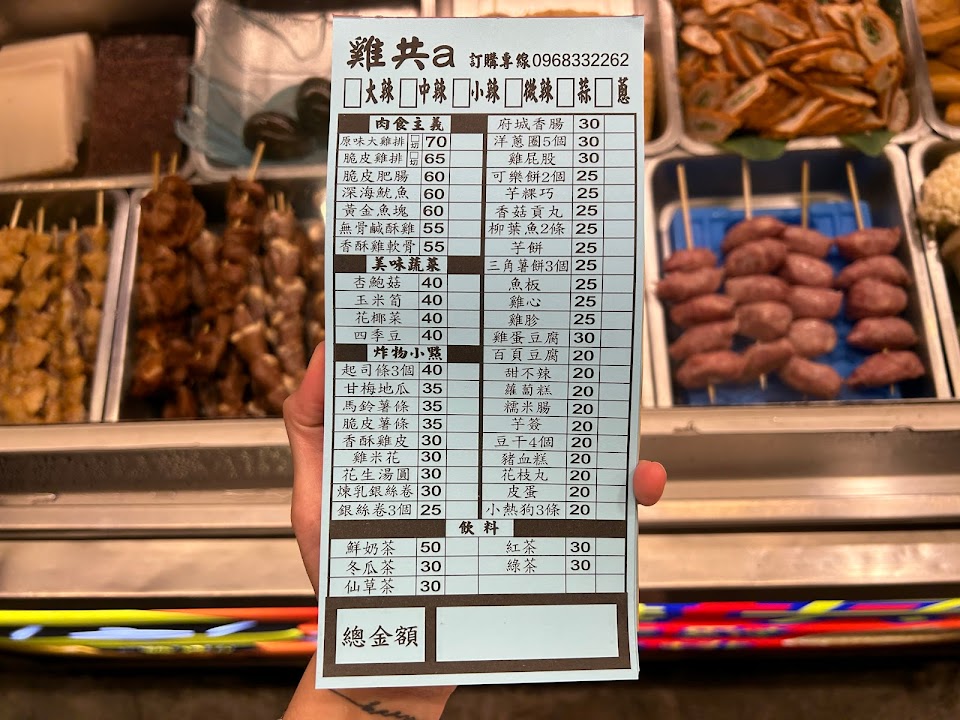 雞共a 訂購專線0968332262
大辣 中辣 小辣 微辣 蒜 蔥
肉食主義
原味大雞排 切 70
脆皮雞排 切 65
脆皮肥腸 60
深海魷魚 60
黃金魚塊 60
無骨鹹酥雞 55
香酥雞軟骨 55
美味蔬菜
杏鮑菇 40
玉米筍 40
花椰菜 40
四季豆 40
炸物小點
起司條3個 40
甘梅地瓜 35
馬鈴薯條 35
脆皮薯條 35
香酥雞皮 30
雞米花 30
花生湯圓 30
煉乳銀絲卷 30
銀絲卷3個 25
府城香腸 30
洋蔥圈5個 30
雞屁股 30
可樂餅2個 25
芋粿巧 25
香菇貢丸 25
柳葉魚2條 25
芋餅 25
三角薯餅3個 25
魚板 25
雞心 25
雞胗 25
雞蛋豆腐 30
百頁豆腐 20
甜不辣 20
蘿蔔糕 20
糯米腸 20
芋簽 20
豆干4個 20
豬血糕 20
花枝丸 20
皮蛋 20
小熱狗3條 20
飲料
鮮奶茶 50
冬瓜茶 30
仙草茶 30
紅茶 30
綠茶 30
總金額